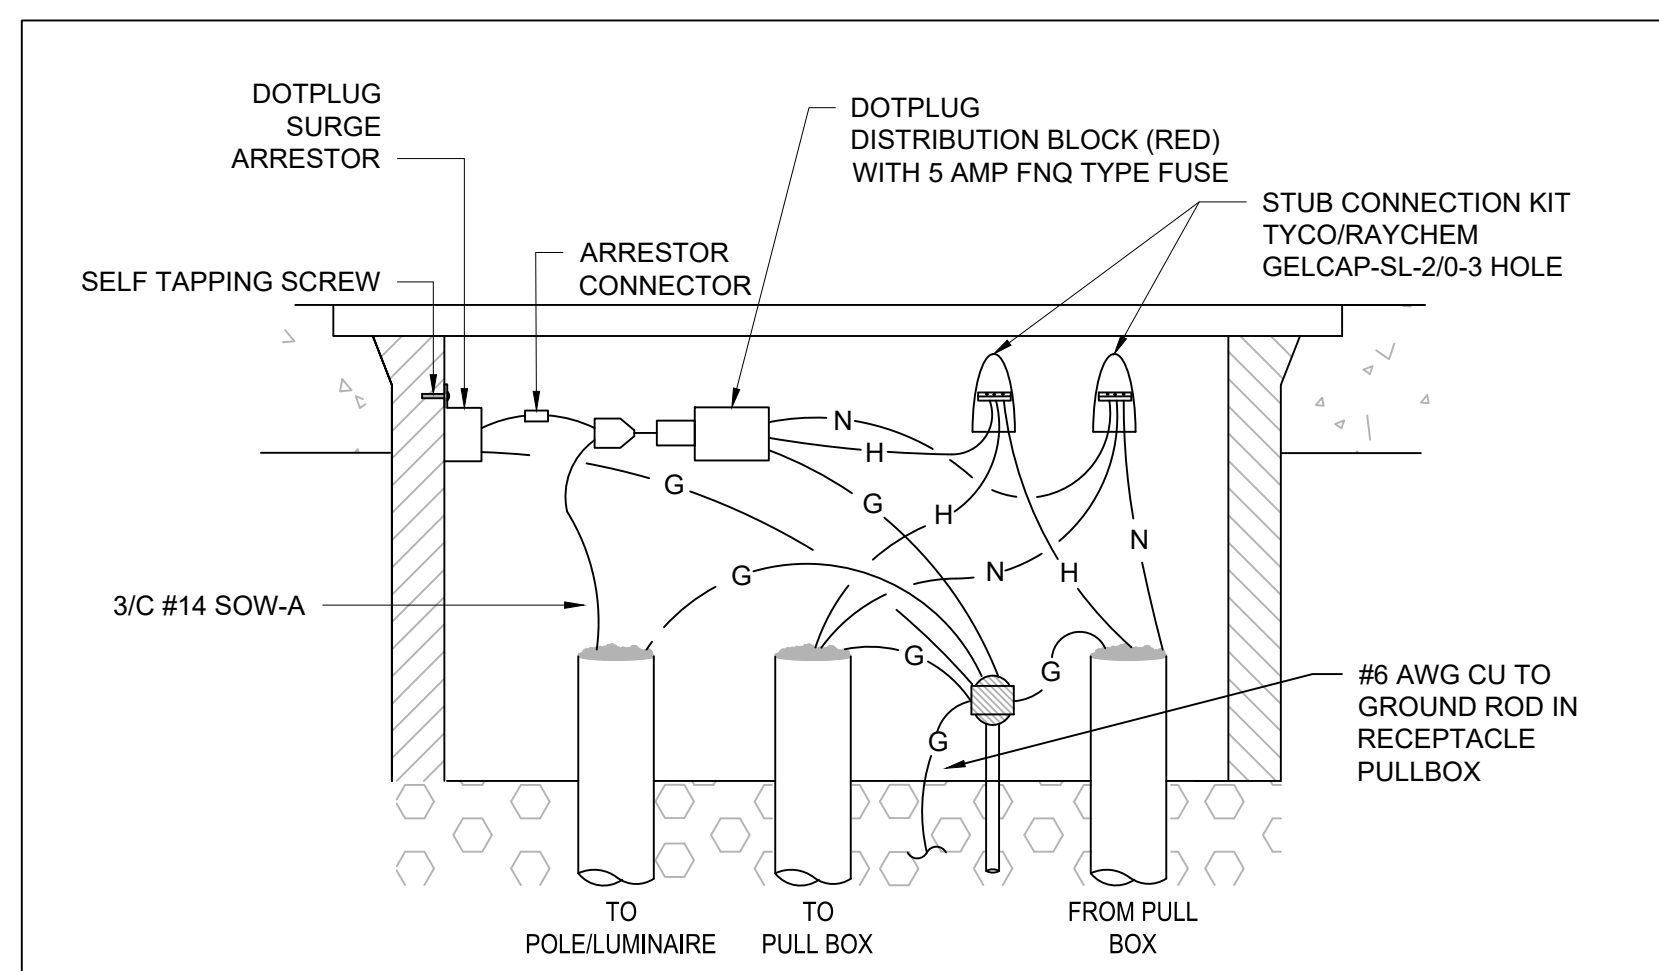 DOTPLUG
SURGE
ARRESTOR
DOTPLUG
DISTRIBUTION BLOCK (RED)
WITH 5 AMP FNQ TYPE FUSE
STUB CONNECTION KIT
TYCO/RAYCHEM
GELCAP-SL-2/0-3 HOLE
ARRESTOR
CONNECTOR
SELF TAPPING SCREW
N
H
G
G
H
N
N
H
G
3/C #14 SOW-A
G
G
G
#6 AWG CU TO
GROUND ROD IN
RECEPTACLE
PULLBOX
TO
POLE/LUMINAIRE
TO
PULL BOX
FROM PULL
BOX